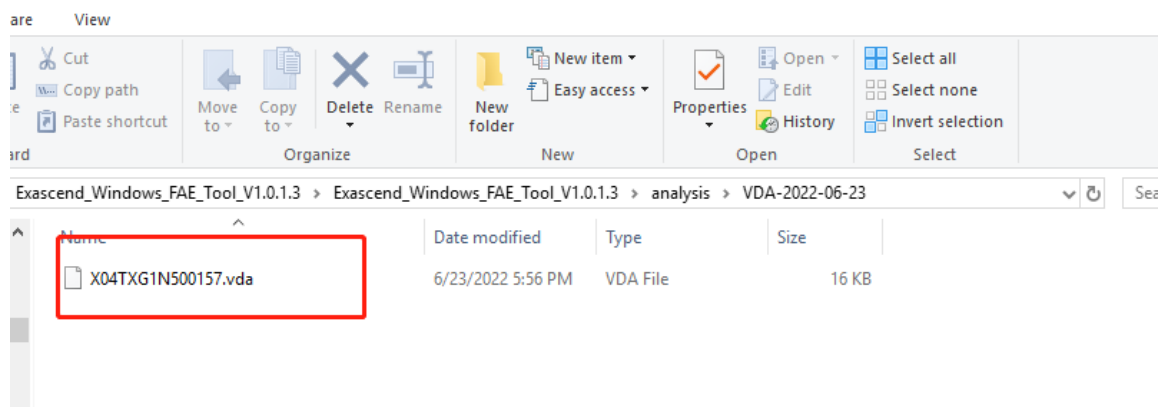 are View
Cut
Copy path
Paste shortcut
Move to
Copy to
Delete
Rename
New folder
New item
Easy access
Properties
Open
Edit
History
Select all
Select none
Invert selection
ard Organize New Open Select
Exascend_Windows_FAE_Tool_V1.0.1.3 > Exascend_Windows_FAE_Tool_V1.0.1.3 > analysis > VDA-2022-06-23
Name Date modified Type Size
X04TXG1N500157.vda 6/23/2022 5:56 PM VDA File 16 KB